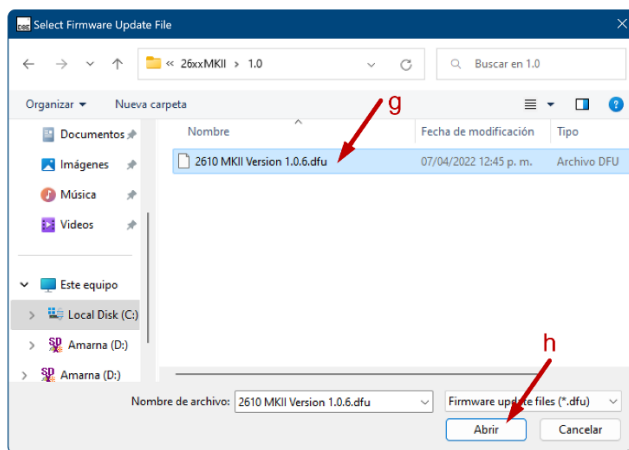 Select Firmware Update File
« 26xxMKII > 1.0
Buscar en 1.0
Organizar Nueva carpeta
g
Documentos
Imágenes
Música
Videos
Este equipo
Local Disk (C:)
Amarna (D:)
Amarna (D:)
Nombre Fecha de modificación Tipo
2610 MKII Version 1.0.6.dfu 07/04/2022 12:45 p. m. Archivo DFU
h
Nombre de archivo: 2610 MKII Version 1.0.6.dfu Firmware update files (*.dfu)
Abrir Cancelar